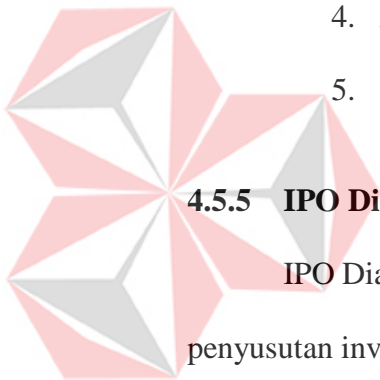 4.
5.
4.5.5 IPO Di
IPO Dia
penyusutan inv